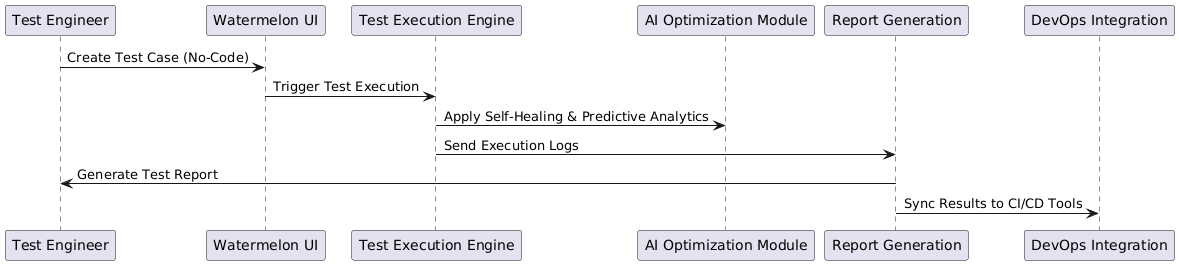 Test Engineer
Watermelon UI
Test Execution Engine
AI Optimization Module
Report Generation
DevOps Integration
Create Test Case (No-Code)
Trigger Test Execution
Apply Self-Healing & Predictive Analytics
Send Execution Logs
Generate Test Report
Sync Results to CI/CD Tools
Test Engineer
Watermelon UI
Test Execution Engine
AI Optimization Module
Report Generation
DevOps Integration